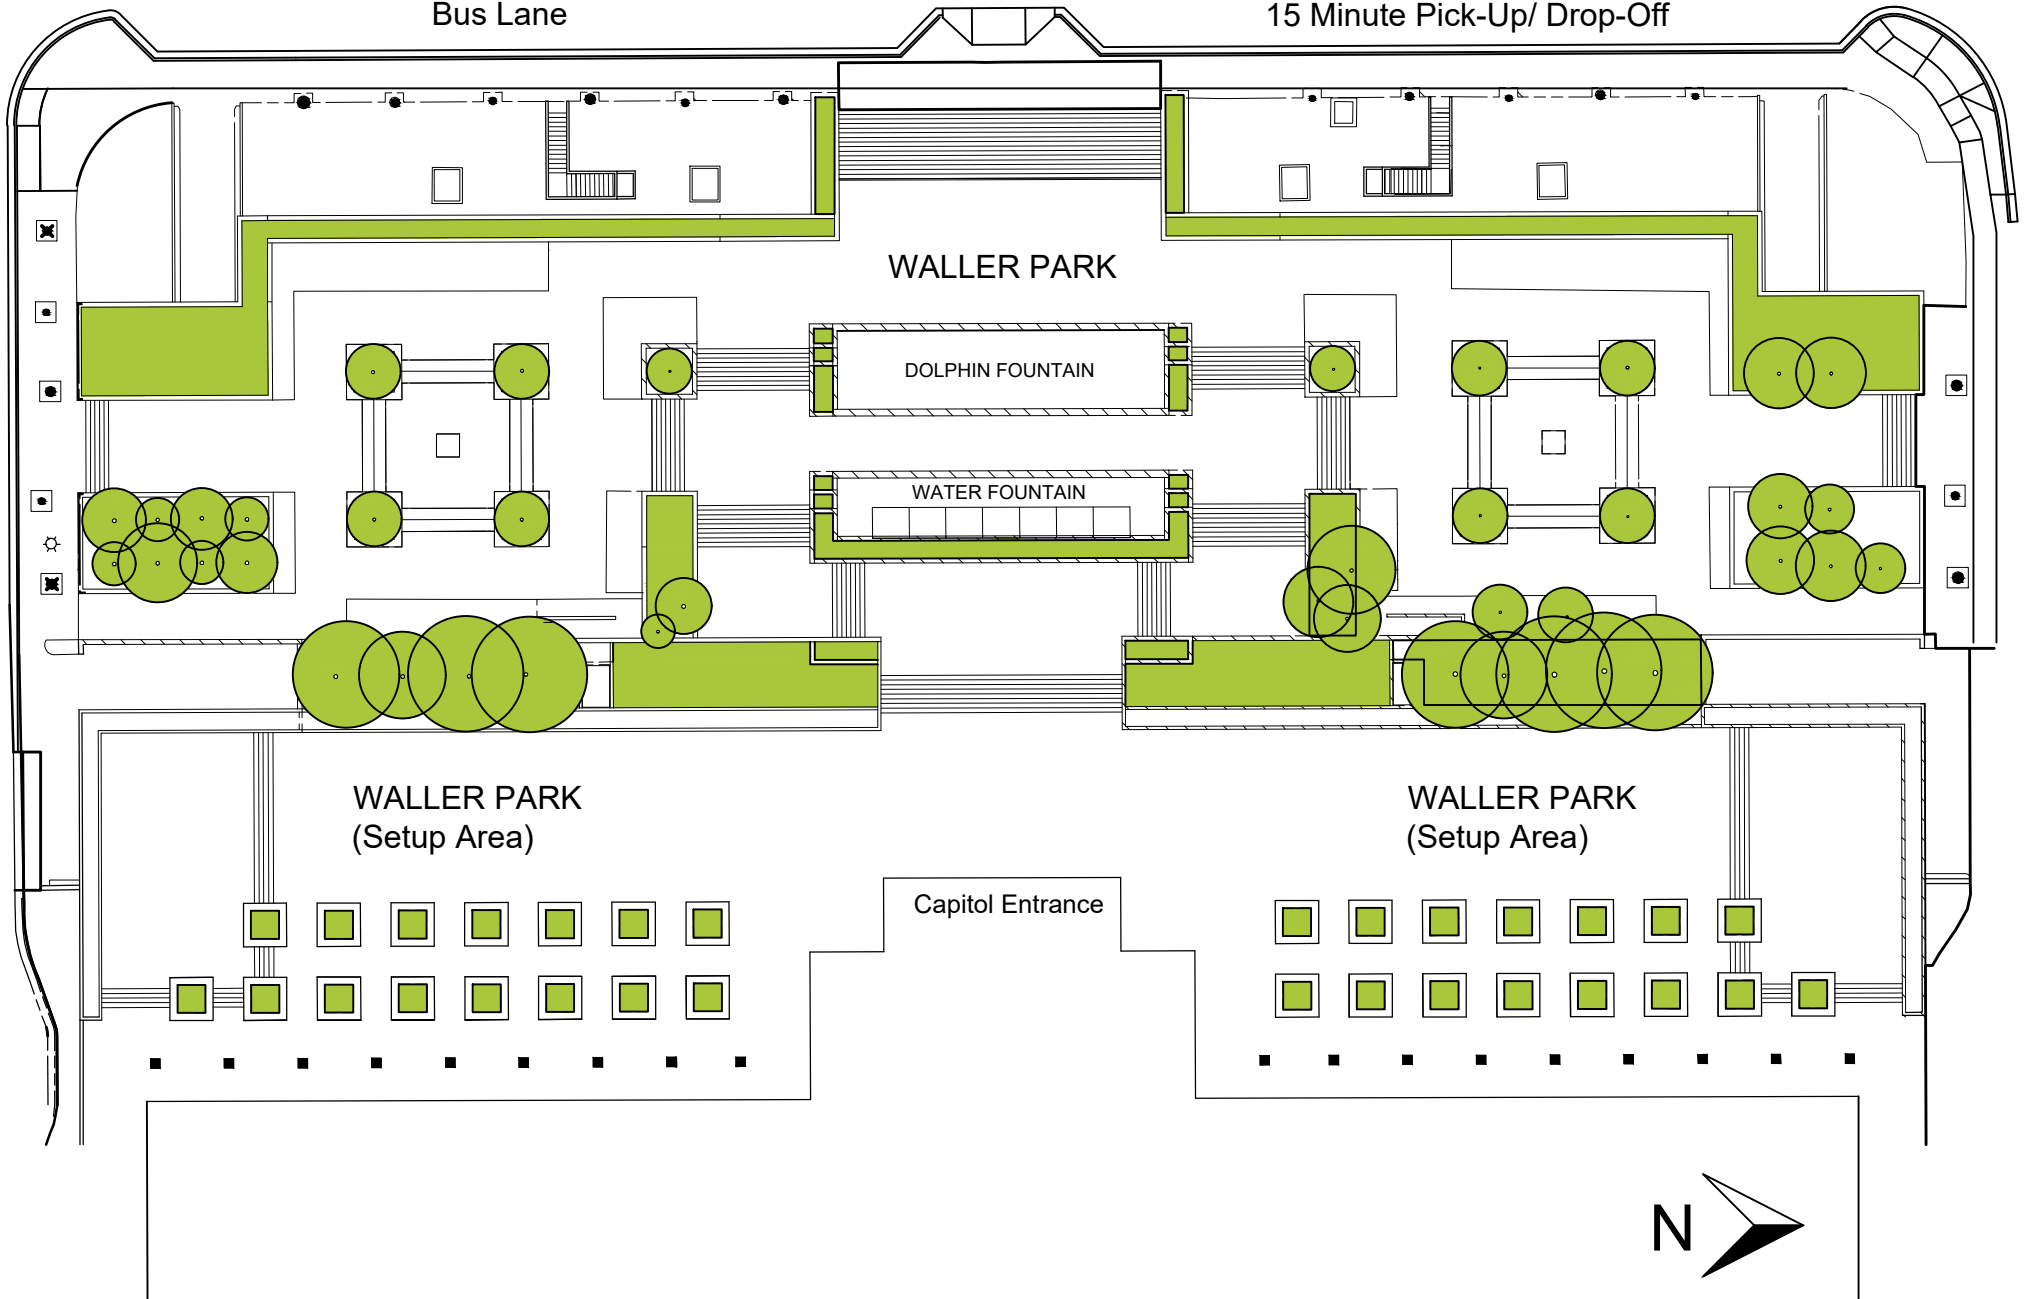 Bus Lane
15 Minute Pick-Up/ Drop-Off
WALLER PARK
DOLPHIN FOUNTAIN
WATER FOUNTAIN
WALLER PARK
(Setup Area)
WALLER PARK
(Setup Area)
Capitol Entrance
N